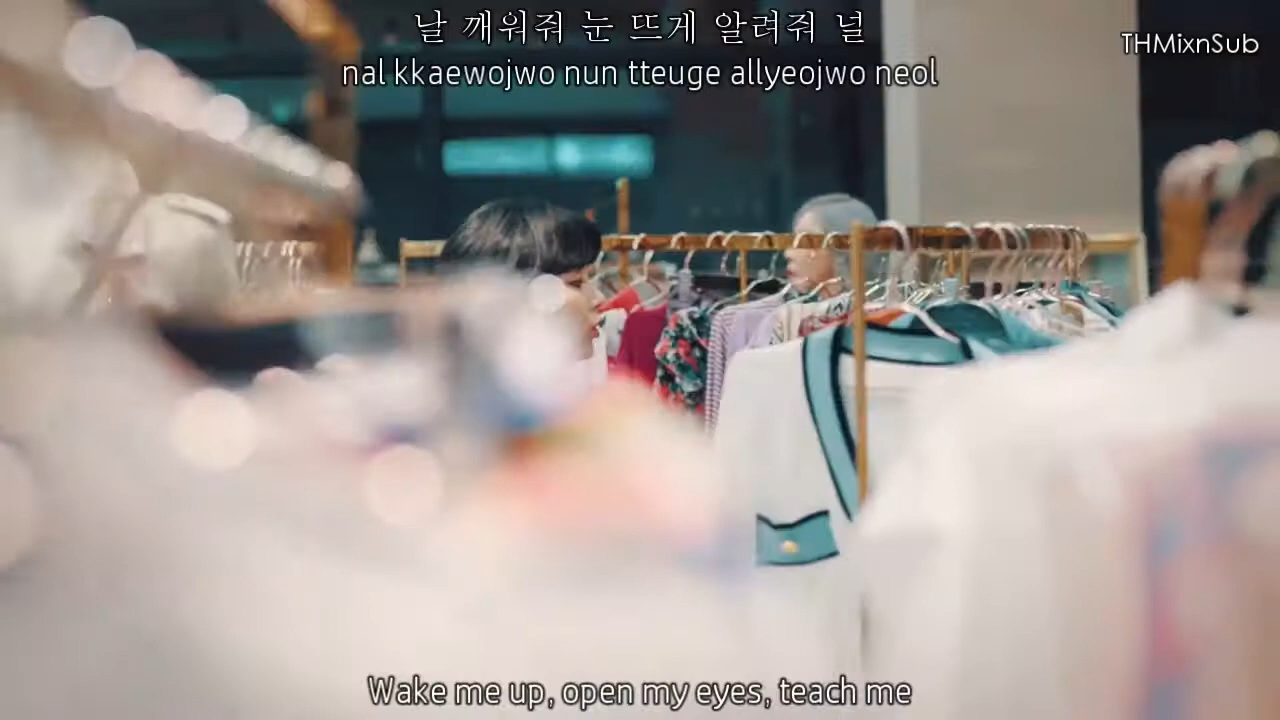 날 깨워줘 눈 뜨게 알려줘 널
THMixnSub
nal kkaewojwo nun tteuge allyeojwo neol
Wake me up, open my eyes, teach me